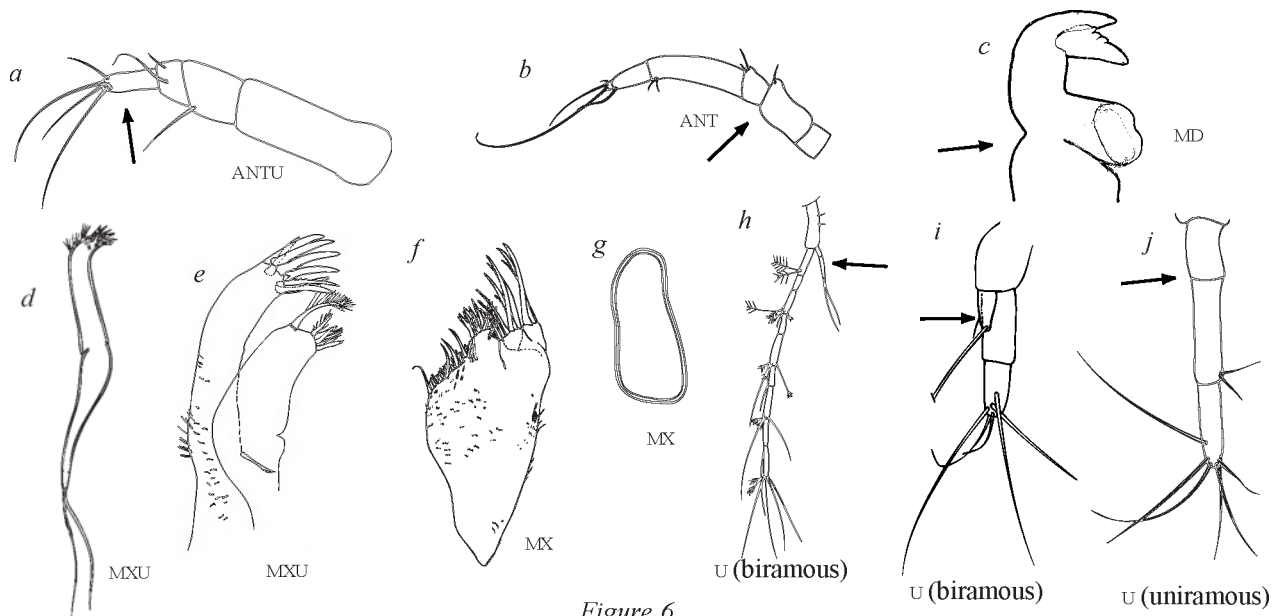 a
ANTU
b
ANT
c
MD
d
MXU
e
MXU
f
MX
g
MX
h
U (biramous)
i
U (biramous)
j
U (uniramous)
Figure 6